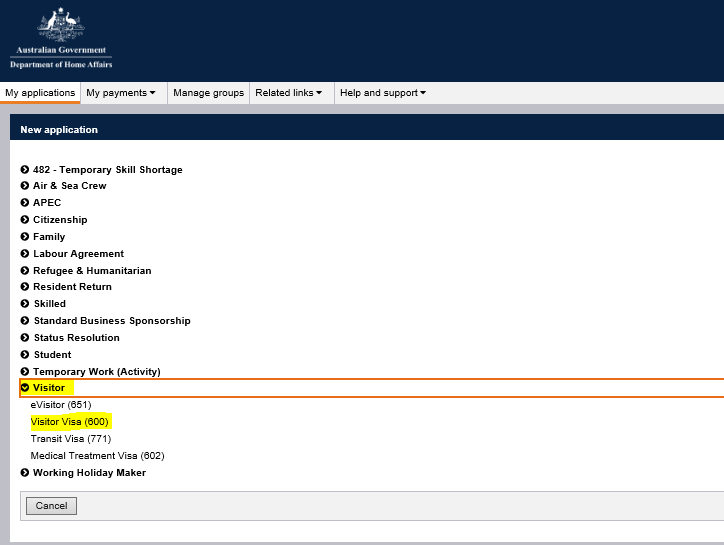 Australian Government
Department of Home Affairs
My applications My payments Manage groups Related links Help and support
New application
482 - Temporary Skill Shortage
Air & Sea Crew
APEC
Citizenship
Family
Labour Agreement
Refugee & Humanitarian
Resident Return
Skilled
Standard Business Sponsorship
Status Resolution
Student
Temporary Work (Activity)
Visitor
eVisitor (651)
Visitor Visa (600)
Transit Visa (771)
Medical Treatment Visa (602)
Working Holiday Maker
Cancel